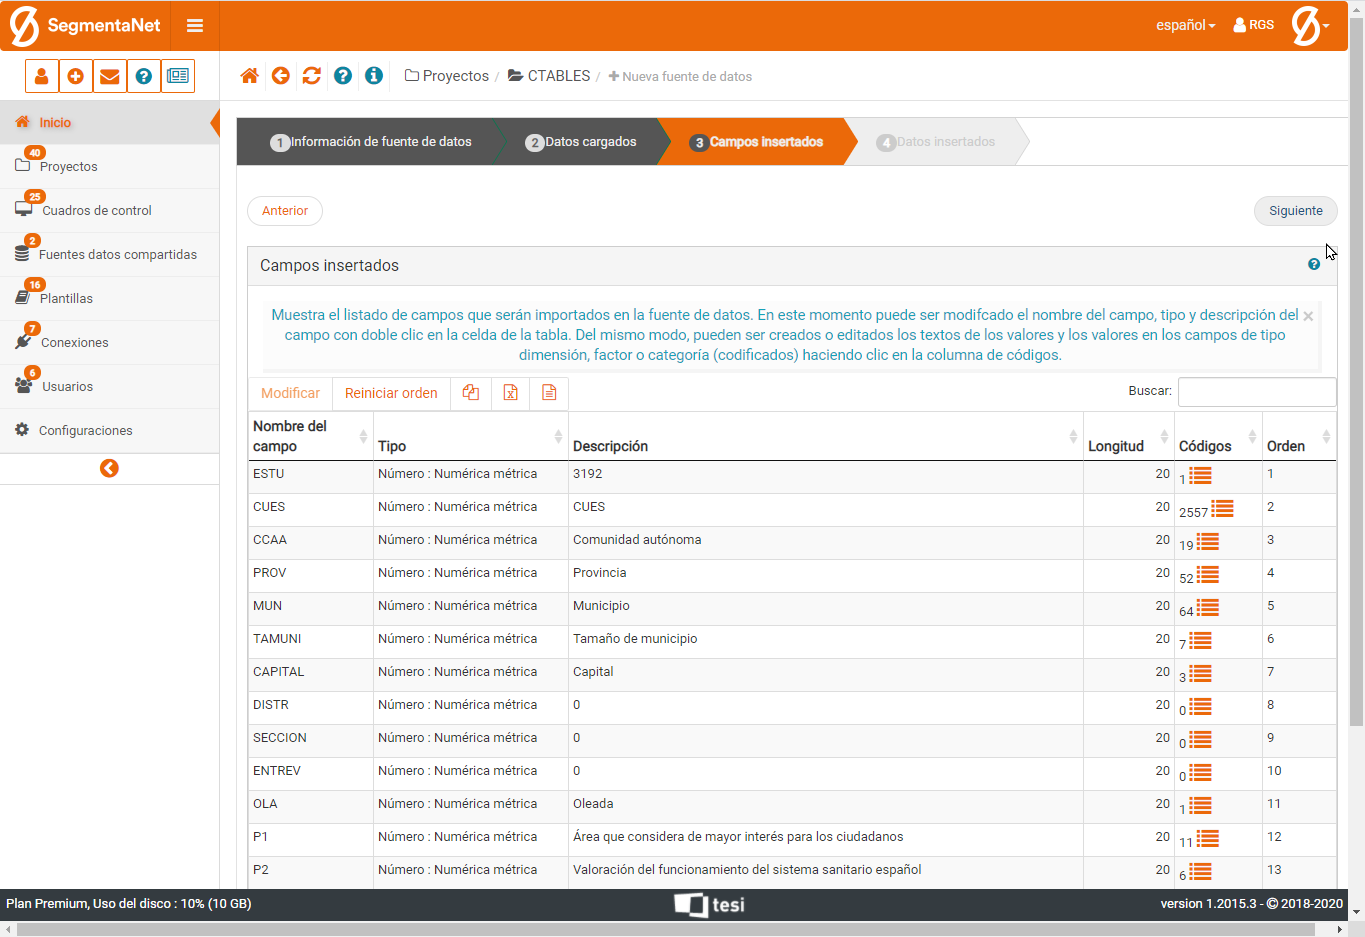 SegmentaNet
español
RGS
Proyectos / CTABLES / Nueva fuente de datos
Inicio
40
Proyectos
25
Cuadros de control
2
Fuentes datos compartidas
16
Plantillas
7
Conexiones
6
Usuarios
Configuraciones
1 Información de fuente de datos
2 Datos cargados
3 Campos insertados
4 Datos insertados
Anterior
Siguiente
Campos insertados
Muestra el listado de campos que serán importados en la fuente de datos. En este momento puede ser modifcado el nombre del campo, tipo y descripción del
campo con doble clic en la celda de la tabla. Del mismo modo, pueden ser creados o editados los textos de los valores y los valores en los campos de tipo
dimensión, factor o categoría (codificados) haciendo clic en la columna de códigos.
Modificar Reiniciar orden
Buscar:
Nombre del campo Tipo Descripción Longitud Códigos Orden
ESTU Número : Numérica métrica 3192 20 1 1
CUES Número : Numérica métrica CUES 20 2557 2
CCAA Número : Numérica métrica Comunidad autónoma 20 19 3
PROV Número : Numérica métrica Provincia 20 52 4
MUN Número : Numérica métrica Municipio 20 64 5
TAMUNI Número : Numérica métrica Tamaño de municipio 20 7 6
CAPITAL Número : Numérica métrica Capital 20 3 7
DISTR Número : Numérica métrica 0 20 0 8
SECCION Número : Numérica métrica 0 20 0 9
ENTREV Número : Numérica métrica 0 20 0 10
OLA Número : Numérica métrica Oleada 20 1 11
P1 Número : Numérica métrica Área que considera de mayor interés para los ciudadanos 20 11 12
P2 Número : Numérica métrica Valoración del funcionamiento del sistema sanitario español 20 6 13
Plan Premium, Uso del disco : 10% (10 GB)
tesi
version 1.2015.3 - © 2018-2020